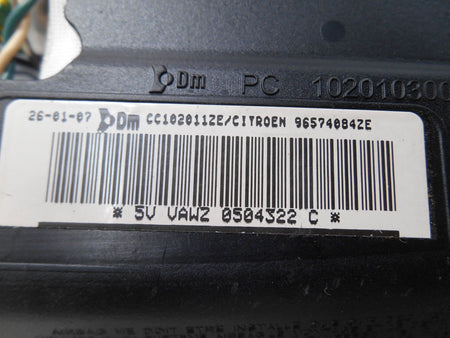 Dm PC 102010300
26-01-07 Dm CC102011ZE/CITROEN 96574084ZE
* 5V VAWZ 0504322 C *